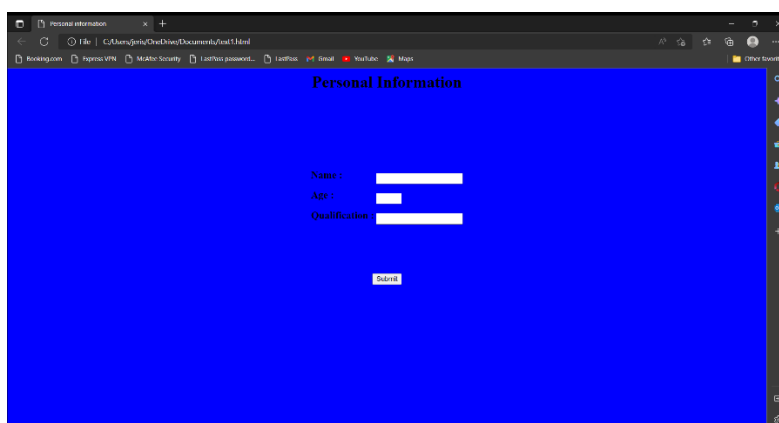 Personal information
File | C:/Users/jeris/OneDrive/Documents/test1.html
Booking.com Express VPN McAfee Security LastPass password... LastPass Gmail YouTube Maps Other favorit
Personal Information
Name :
Age :
Qualification :
Submit